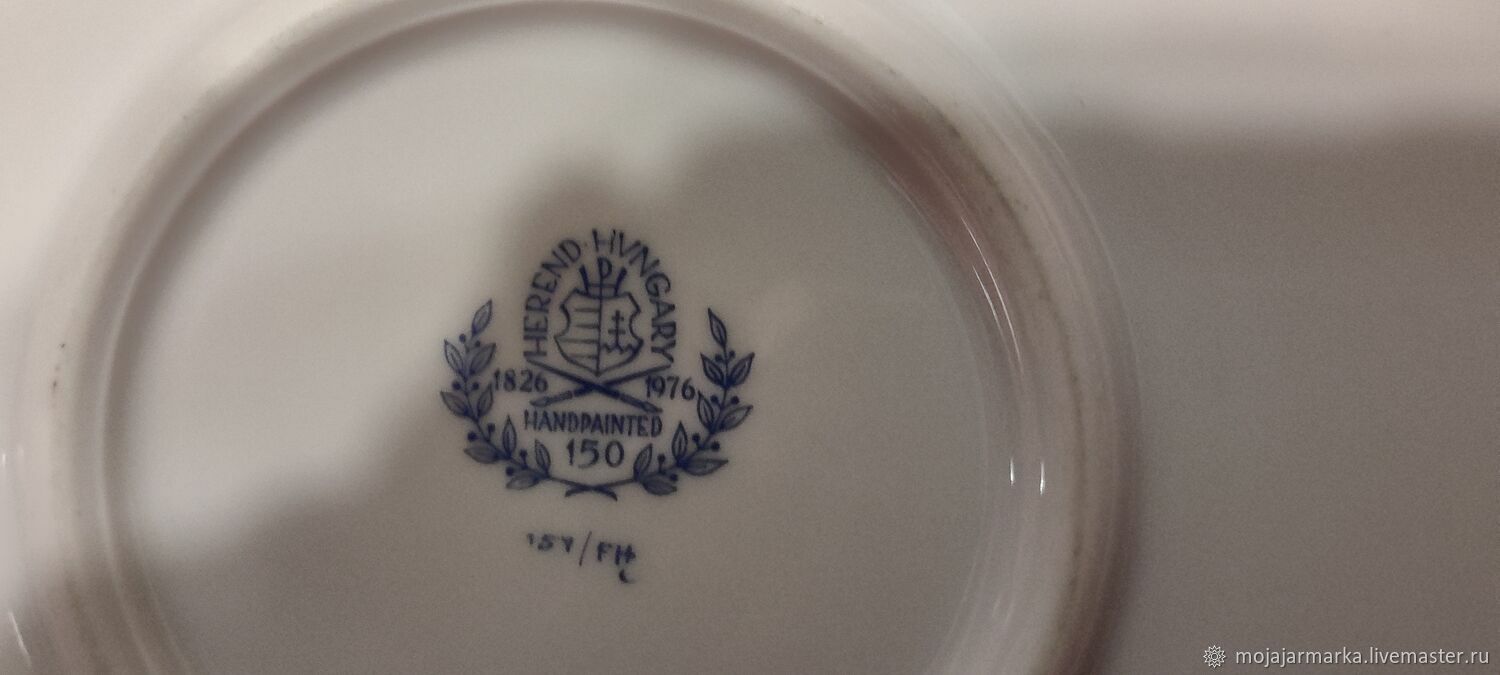 HEREND·HVNGARY
1826 1976
HANDPAINTED
150
mojajarmarka.livemaster.ru